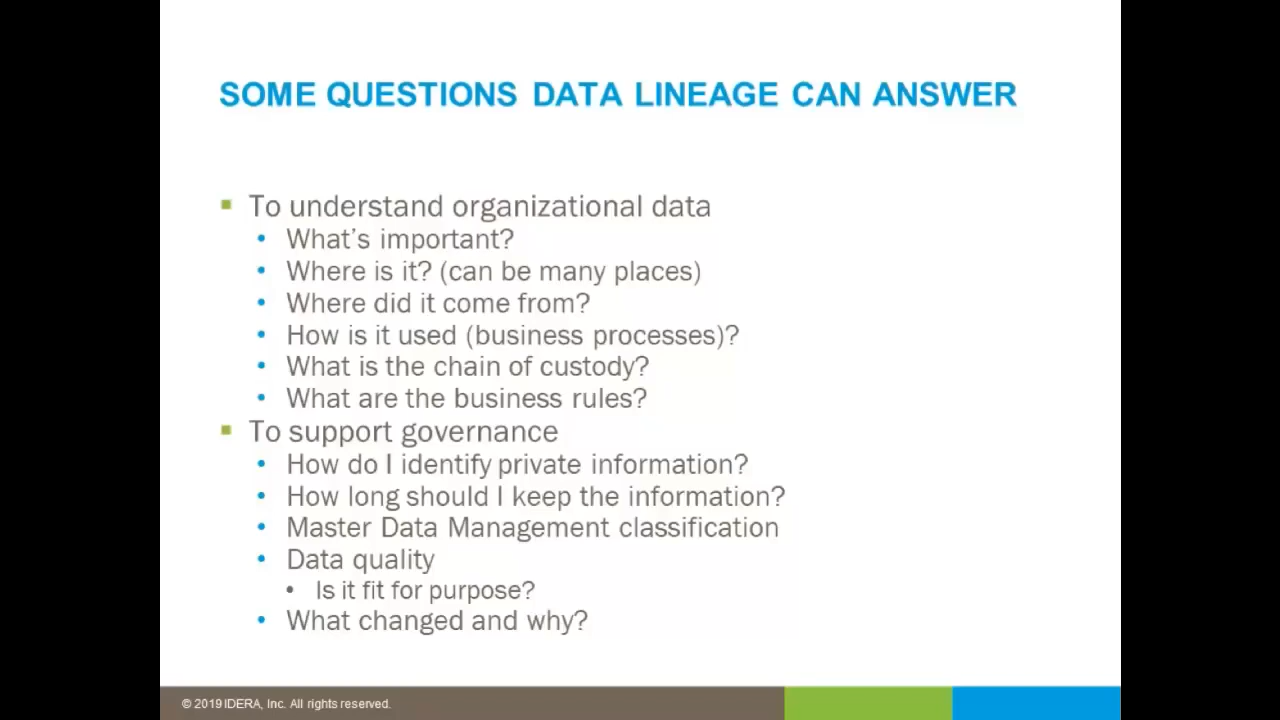 SOME QUESTIONS DATA LINEAGE CAN ANSWER
To understand organizational data
What's important?
Where is it? (can be many places)
Where did it come from?
How is it used (business processes)?
What is the chain of custody?
What are the business rules?
To support governance
How do I identify private information?
How long should I keep the information?
Master Data Management classification
Data quality
Is it fit for purpose?
What changed and why?
© 2019 IDERA, Inc. All rights reserved.